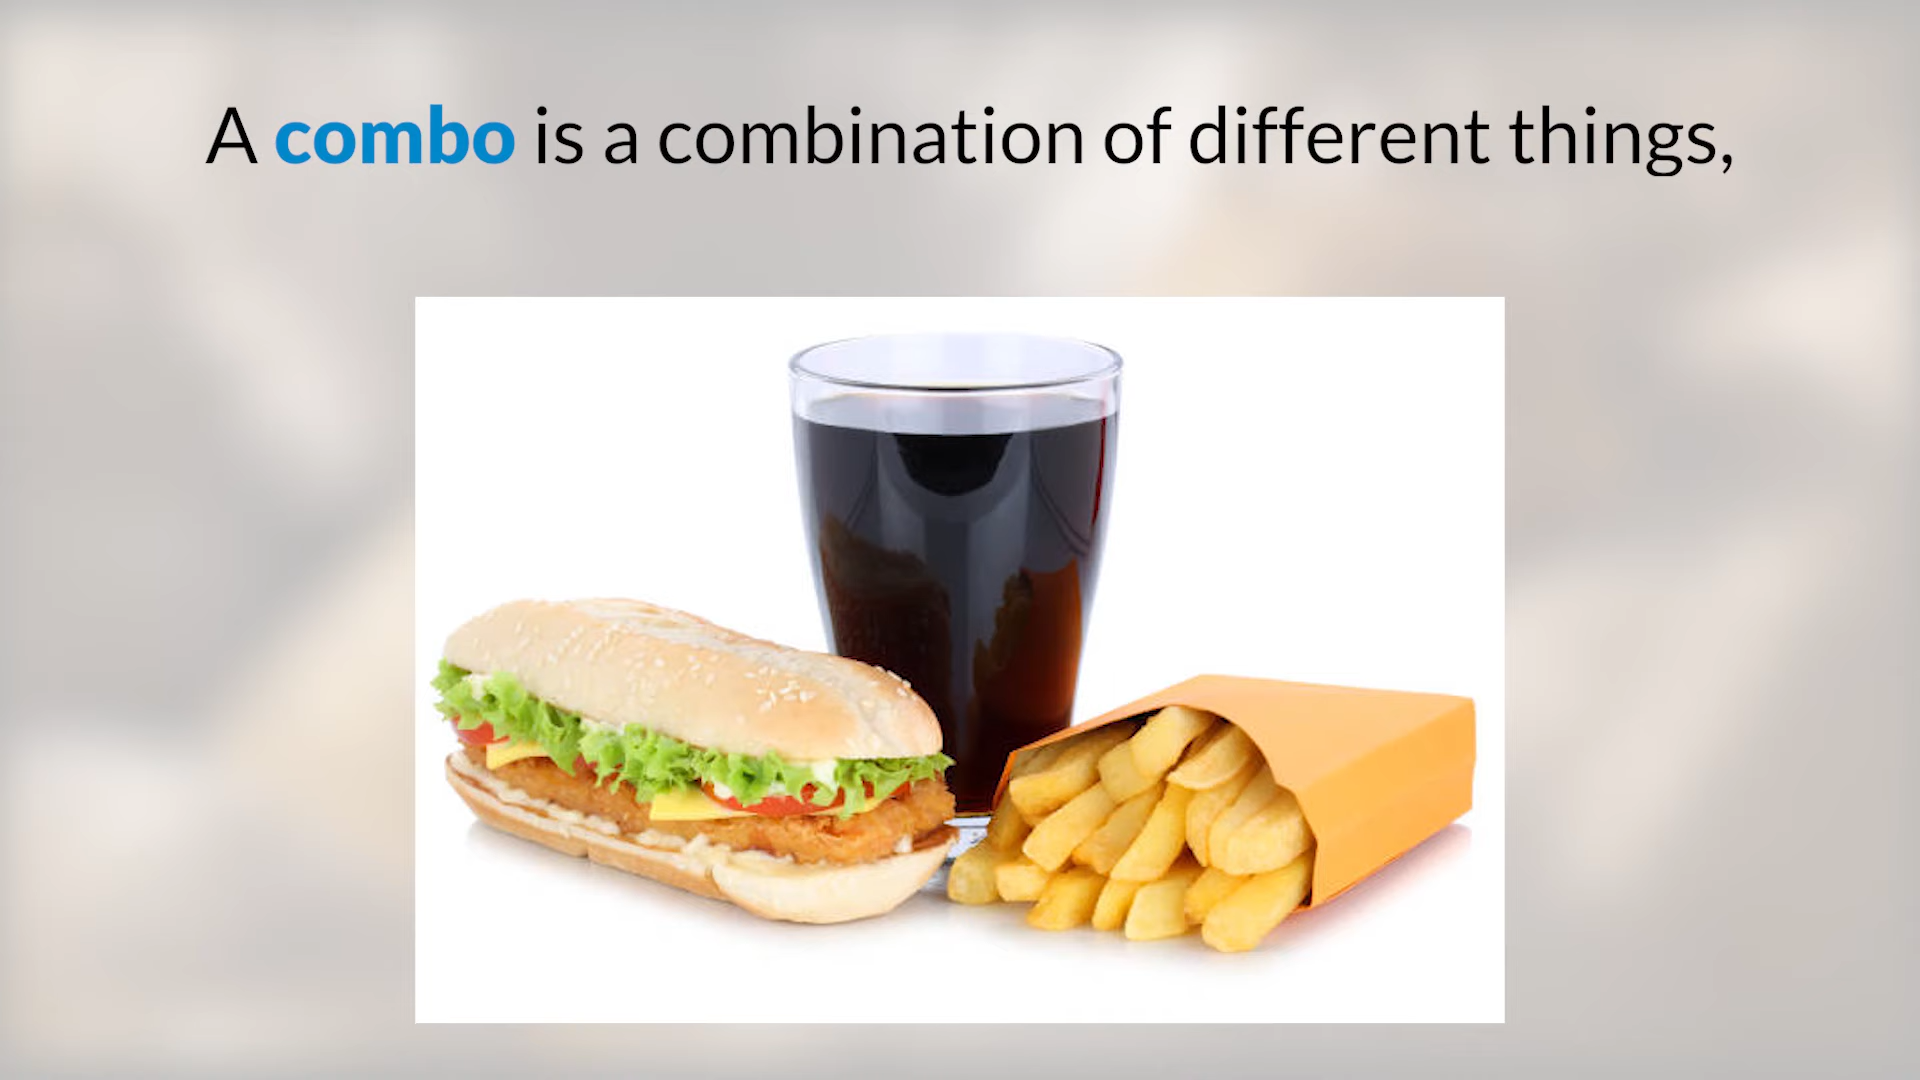 A combo is a combination of different things,